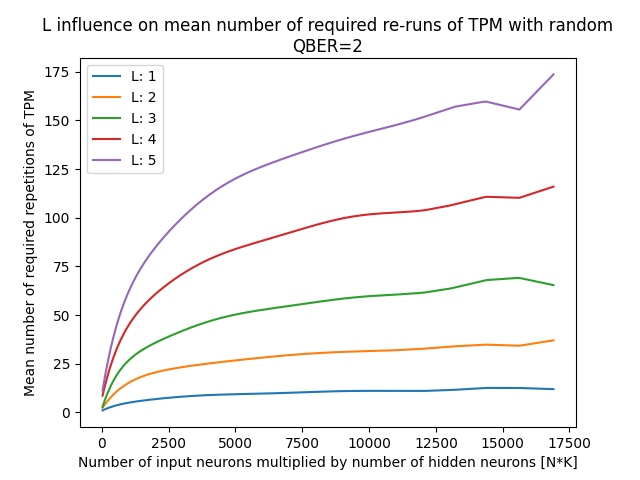 L influence on mean number of required re-runs of TPM with random
QBER=2
Mean number of required repetitions of TPM
175
150
125
100
75
50
25
0
L: 1
L: 2
L: 3
L: 4
L: 5
0 2500 5000 7500 10000 12500 15000 17500
Number of input neurons multiplied by number of hidden neurons [N*K]